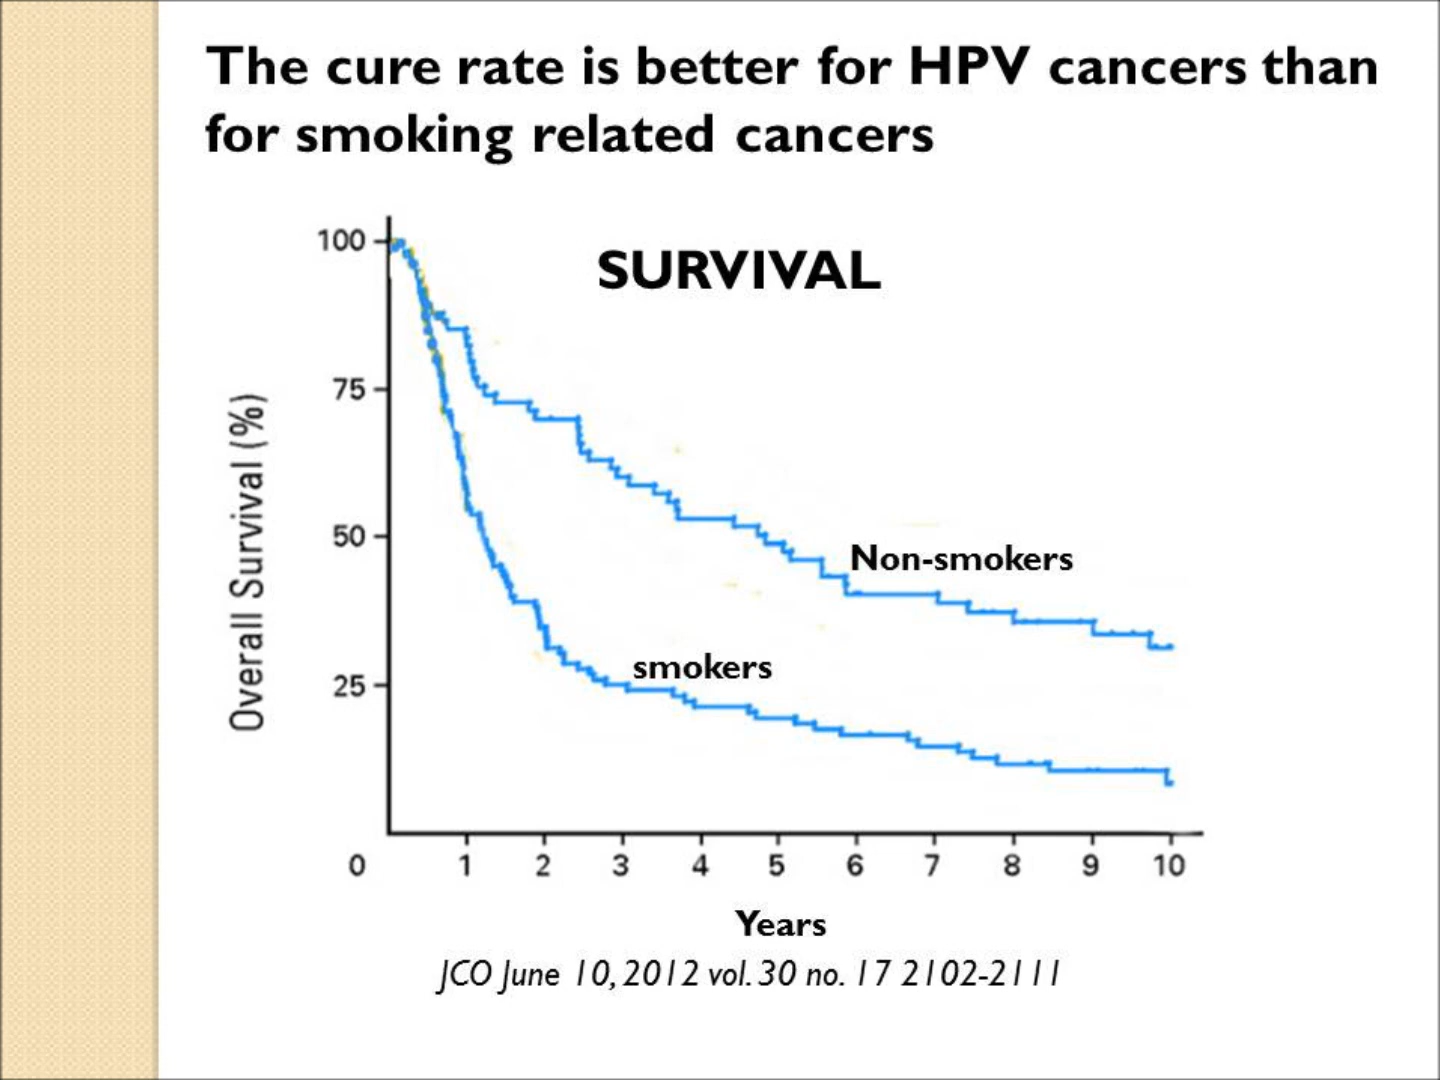 The cure rate is better for HPV cancers than
for smoking related cancers
SURVIVAL
Overall Survival (%)
100
75
50
25
Non-smokers
smokers
0 1 2 3 4 5 6 7 8 9 10
Years
JCO June 10, 2012 vol. 30 no. 17 2102-2111